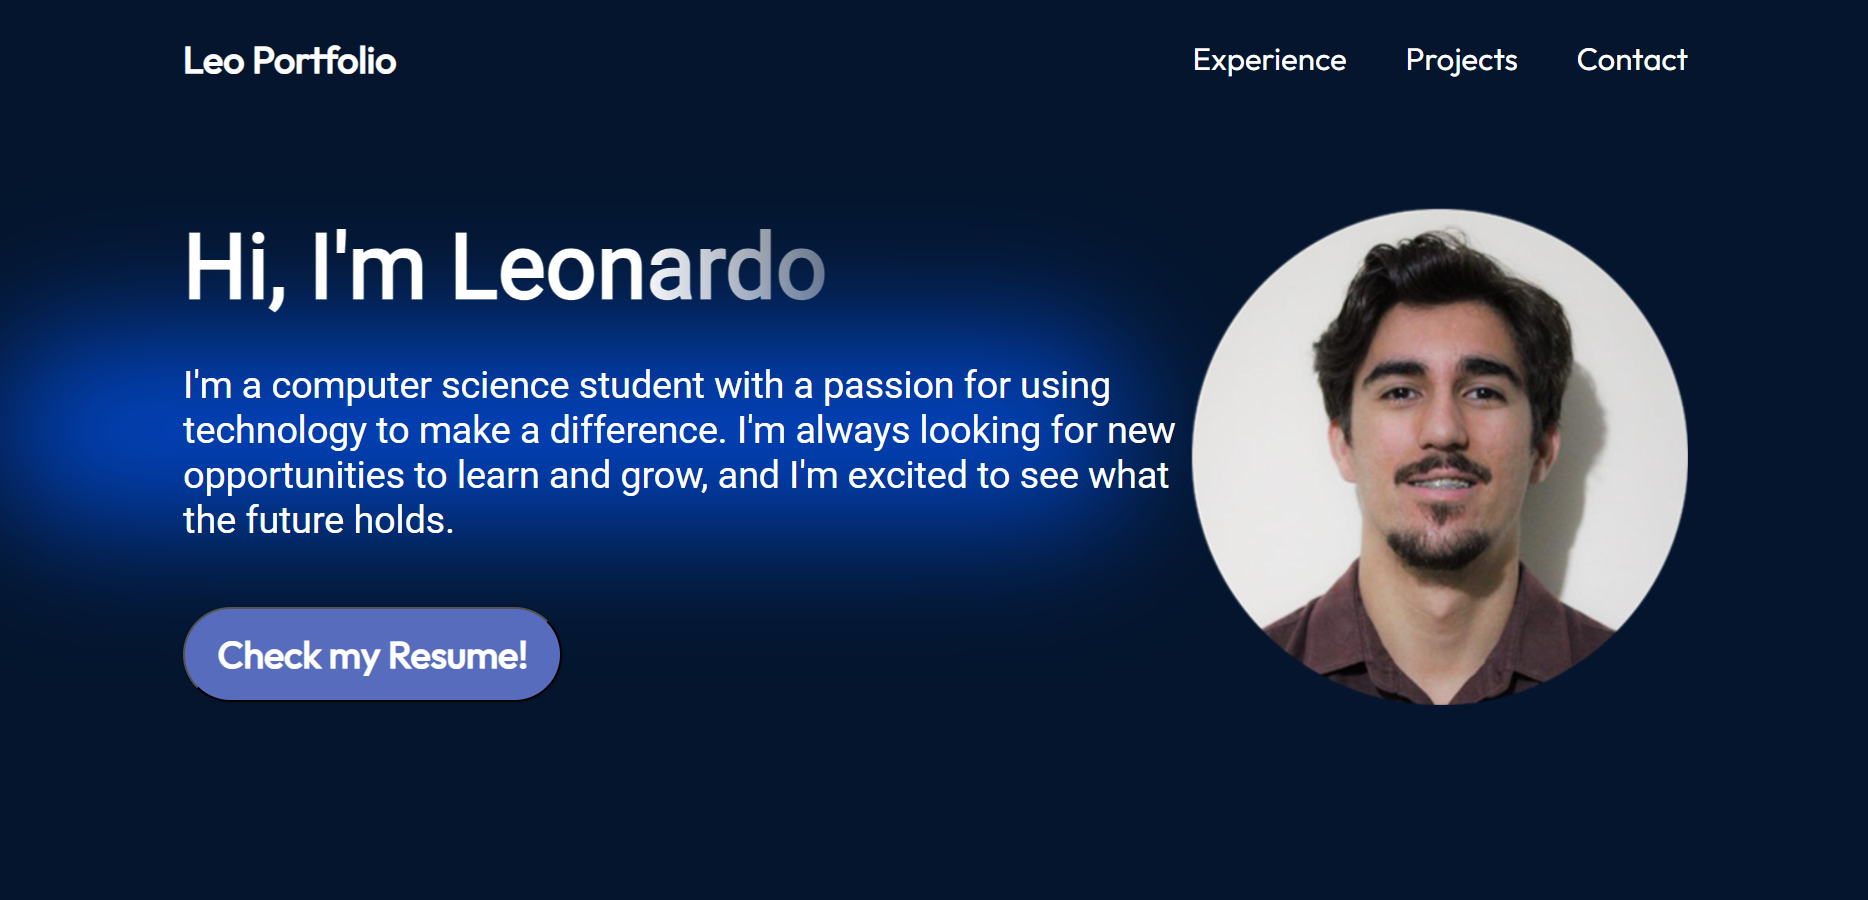 Leo Portfolio
Experience
Projects
Contact
Hi, I'm Leonardo
I'm a computer science student with a passion for using
technology to make a difference. I'm always looking for new
opportunities to learn and grow, and I'm excited to see what
the future holds.
Check my Resume!